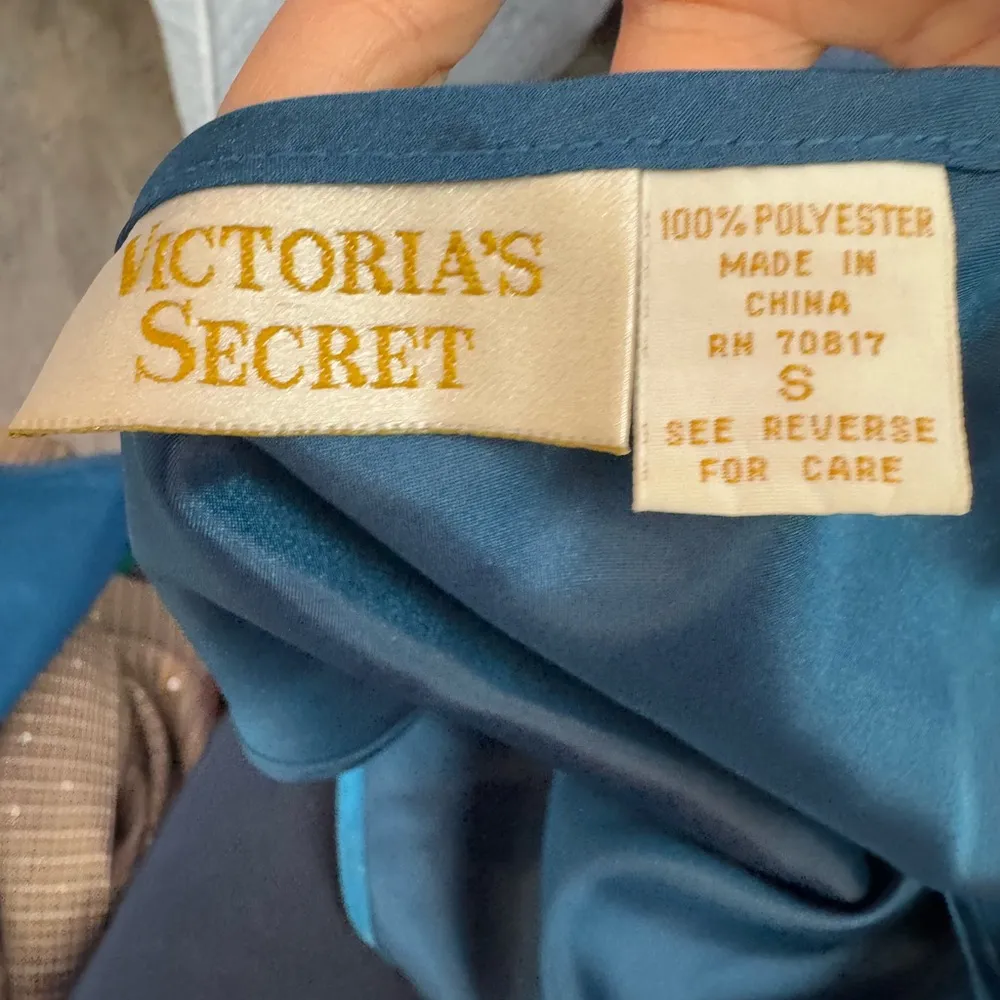 VICTORIA'S
SECRET
100% POLYESTER
MADE IN
CHINA
RN 70817
S
SEE REVERSE
FOR CARE